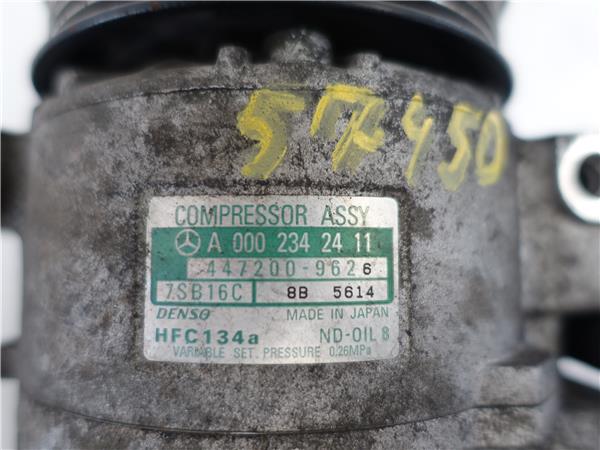 57450
COMPRESSOR ASSY
A 000 234 24 11
447200-9626
7SB16C 8B 5614
DENSO MADE IN JAPAN
HFC134a ND-OIL 8
VARIABLE SET. PRESSURE 0.26MPa